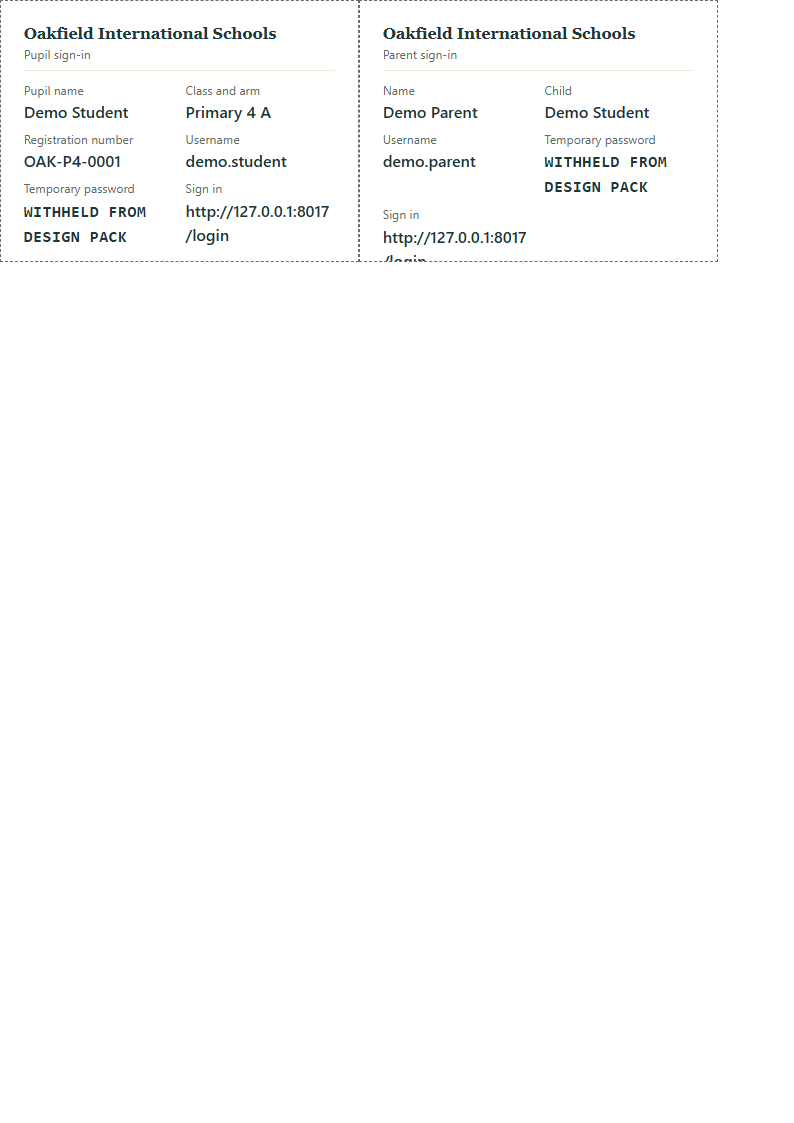 Oakfield International Schools
Pupil sign-in
Pupil name
Demo Student
Class and arm
Primary 4 A
Registration number
OAK-P4-0001
Username
demo.student
Temporary password
WITHHELD FROM
DESIGN PACK
Sign in
http://127.0.0.1:8017
/login
Oakfield International Schools
Parent sign-in
Name
Demo Parent
Child
Demo Student
Username
demo.parent
Temporary password
WITHHELD FROM
DESIGN PACK
Sign in
http://127.0.0.1:8017
/login